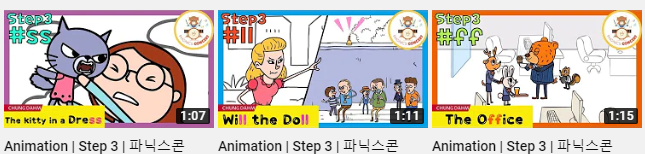 Step3
#ss
CHUNGDAHM
The kitty in a Dress
1:07
Animation | Step 3 | 파닉스콘
Step3
#ll
CHUNGDAHM
Will the Doll
1:11
Animation | Step 3 | 파닉스콘
Step3
#ff
CHUNGDAHM
The Office
1:15
Animation | Step 3 | 파닉스콘